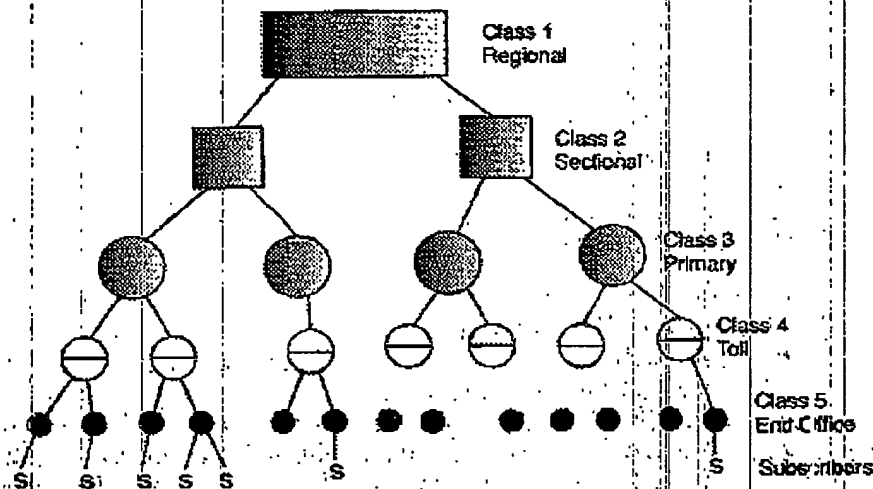 Class 1
Regional
Class 2
Sectional
Class 3
Primary
Class 4
Toll
Class 5
End-Office
S S S S S S S
Subscribers